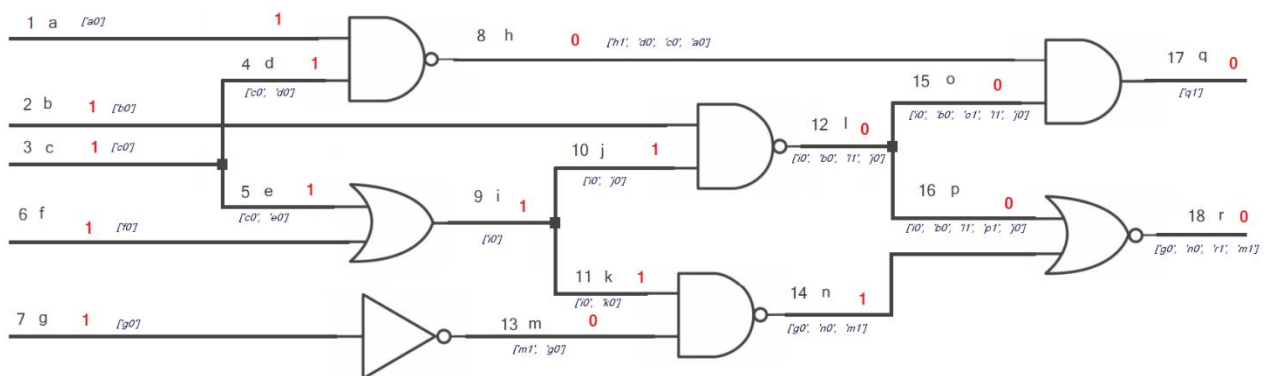 1 a ['a0'] 1
8 h 0 ['h1', 'd0', 'c0', 'a0']
17 q 0
['q1']
4 d 1
['c0', 'd0']
15 o 0
['i0', 'b0', 'o1', 'l1', 'j0']
2 b 1 ['b0']
3 c 1 ['c0']
12 l 0
['i0', 'b0', 'l1', 'j0']
10 j 1
['i0', 'j0']
5 e 1
['c0', 'e0']
9 i 1
['i0']
16 p 0
['i0', 'b0', 'l1', 'p1', 'j0']
6 f 1 ['f0']
18 r 0
['g0', 'n0', 'r1', 'm1']
11 k 1
['i0', 'k0']
14 n 1
['g0', 'n0', 'm1']
7 g 1 ['g0']
13 m 0
['m1', 'g0']